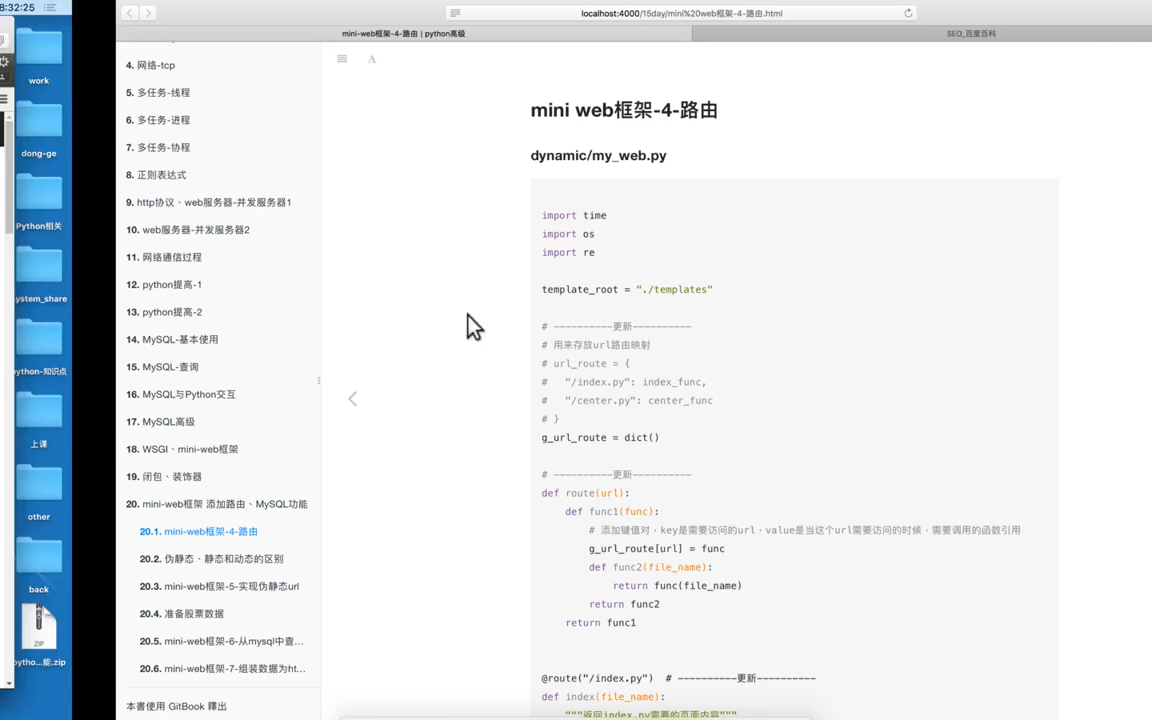 8:32:25
work
dong-ge
Python相关
ystem_share
ython-知识点
上课
other
back
ZIP
pytho...能.zip
localhost:4000/15day/mini%20web框架-4-路由.html
mini-web框架-4-路由 | python高级
SEO_百度百科
4. 网络-tcp
5. 多任务-线程
6. 多任务-进程
7. 多任务-协程
8. 正则表达式
9. http协议、web服务器-并发服务器1
10. web服务器-并发服务器2
11. 网络通信过程
12. python提高-1
13. python提高-2
14. MySQL-基本使用
15. MySQL-查询
16. MySQL与Python交互
17. MySQL高级
18. WSGI、mini-web框架
19. 闭包、装饰器
20. mini-web框架 添加路由、MySQL功能
20.1. mini-web框架-4-路由
20.2. 伪静态、静态和动态的区别
20.3. mini-web框架-5-实现伪静态url
20.4. 准备股票数据
20.5. mini-web框架-6-从mysql中查...
20.6. mini-web框架-7-组装数据为ht...
本書使用 GitBook 釋出
A
mini web框架-4-路由
dynamic/my_web.py
import time
import os
import re
template_root = "./templates"
# ----------更新----------
# 用来存放url路由映射
# url_route = {
#   "/index.py": index_func,
#   "/center.py": center_func
# }
g_url_route = dict()
# ----------更新----------
def route(url):
    def func1(func):
        # 添加键值对，key是需要访问的url，value是当这个url需要访问的时候，需要调用的函数引用
        g_url_route[url] = func
        def func2(file_name):
            return func(file_name)
        return func2
    return func1
@route("/index.py")  # ----------更新----------
def index(file_name):
    """返回index.py需要的页面内容"""